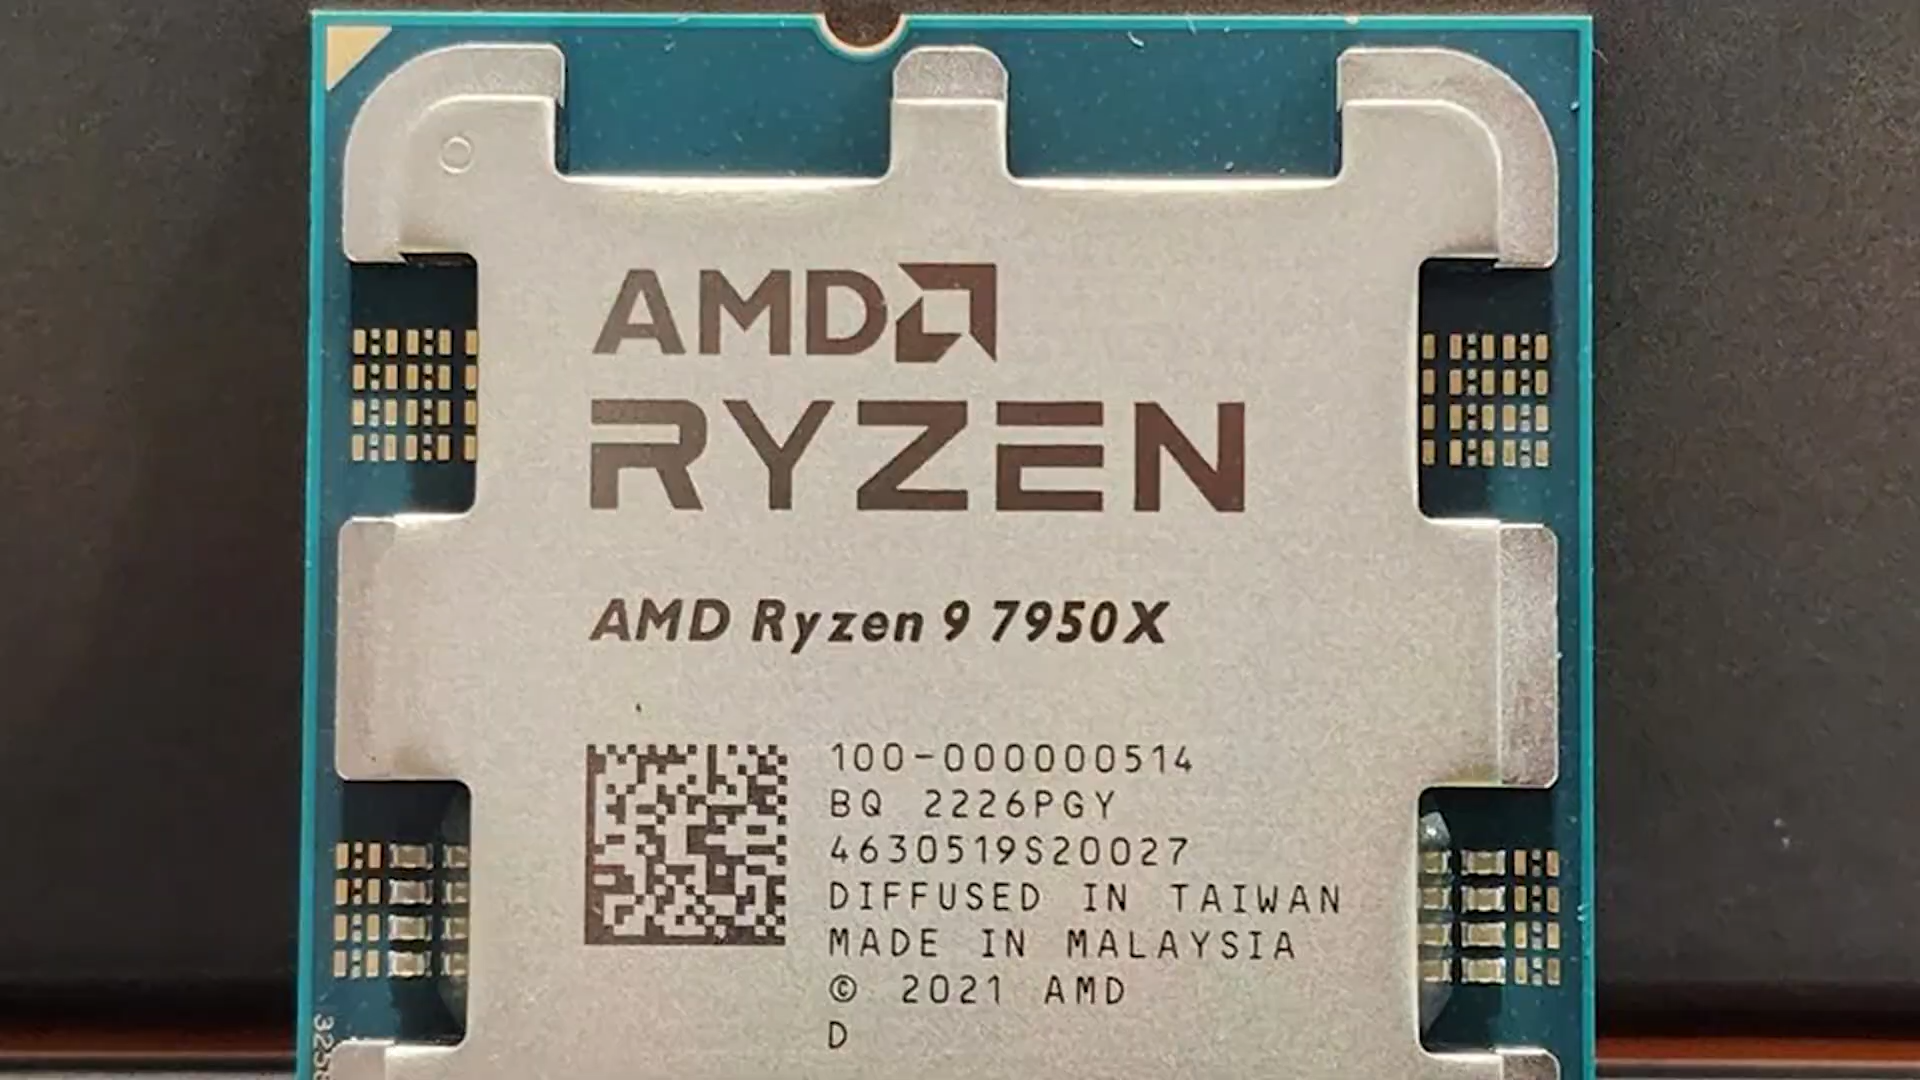 AMD
RYZEN
AMD Ryzen 9 7950X
100-000000514
BQ 2226PGY
4630519S20027
DIFFUSED IN TAIWAN
MADE IN MALAYSIA
© 2021 AMD
D